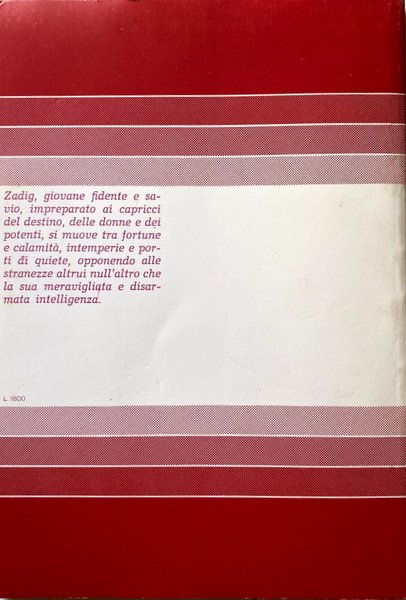 Zadig, giovane fidente e sa-
vio, impreparato ai capricci
del destino, delle donne e dei
potenti, si muove tra fortune
e calamità, intemperie e por-
ti di quiete, opponendo alle
stranezze altrui null'altro che
la sua meravigliata e disar-
mata intelligenza.
L. 1600